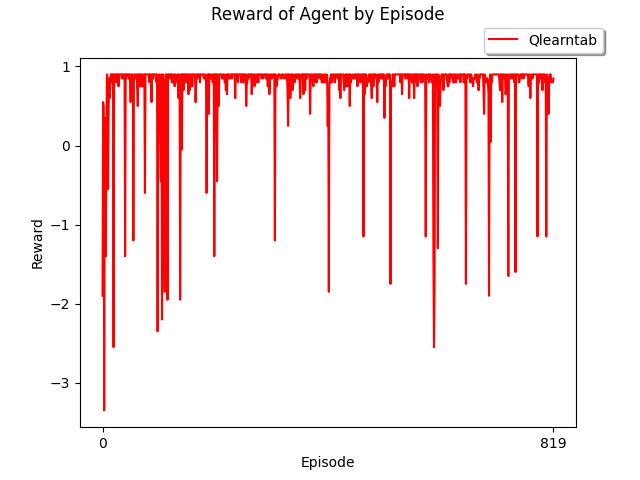 Reward of Agent by Episode
Qlearntab
1
0
−1
−2
−3
Reward
0
819
Episode